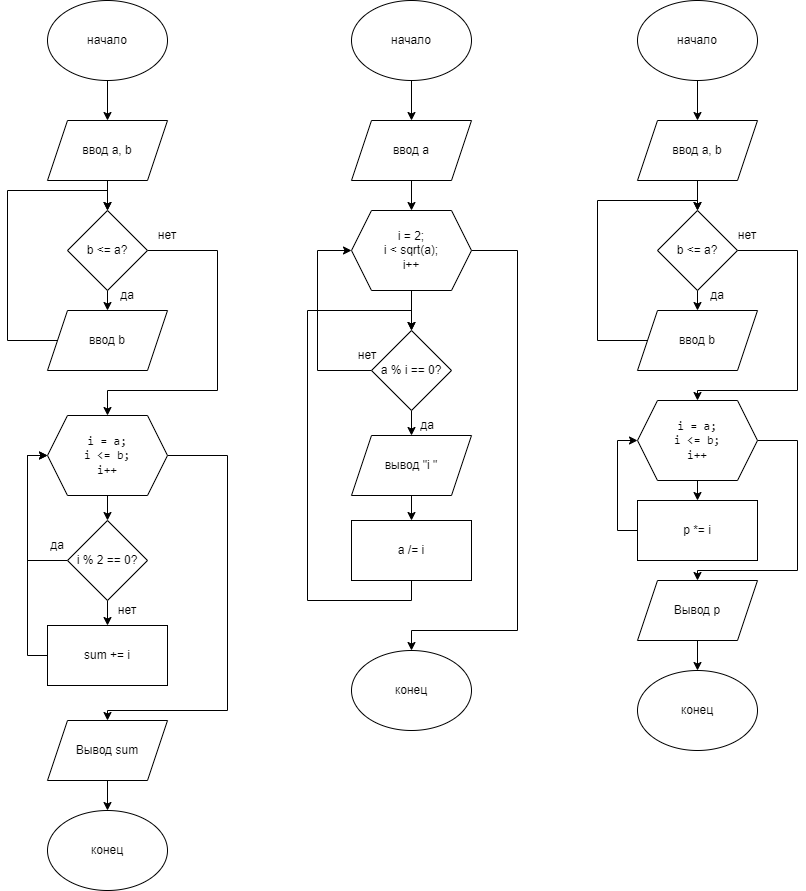 начало
ввод a, b
b <= a?
нет
да
ввод b
i = a;
i <= b;
i++
да
i % 2 == 0?
нет
sum += i
Вывод sum
конец
начало
ввод a
i = 2;
i < sqrt(a);
i++
нет
a % i == 0?
да
вывод "i "
a /= i
конец
начало
ввод a, b
нет
b <= a?
да
ввод b
i = a;
i <= b;
i++
p *= i
Вывод p
конец